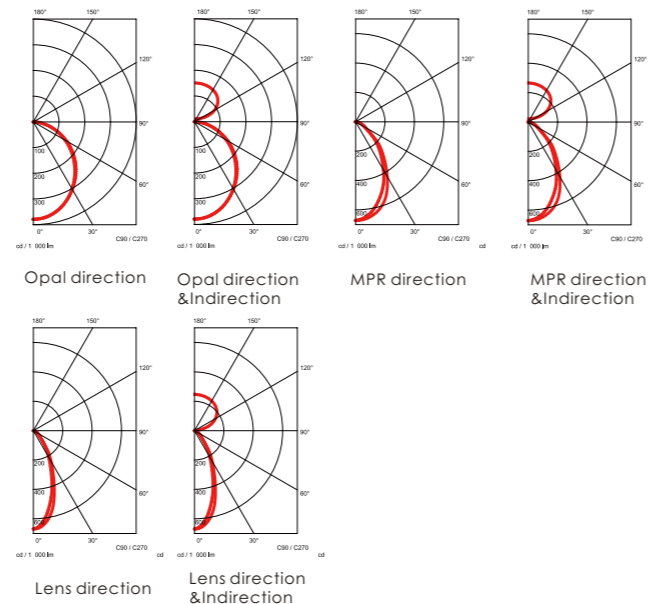 180°
150°
120°
90°
100
200
60°
300
0°
30°
C90 / C270
cd / 1 000 lm
Opal direction
180°
150°
120°
90°
100
200
60°
300
0°
30°
C90 / C270
cd / 1 000 lm
Opal direction
&Indirection
180°
150°
120°
90°
200
400
60°
600
0°
30°
C90 / C270
cd / 1 000 lm
cd
MPR direction
180°
150°
120°
90°
200
400
60°
600
0°
30°
C90 / C270
cd / 1 000 lm
MPR direction
&Indirection
180°
150°
120°
90°
200
400
60°
600
0°
30°
C90 / C270
cd / 1 000 lm
cd
Lens direction
180°
150°
120°
90°
200
400
60°
600
0°
30°
C90 / C270
cd / 1 000 lm
Lens direction
&Indirection